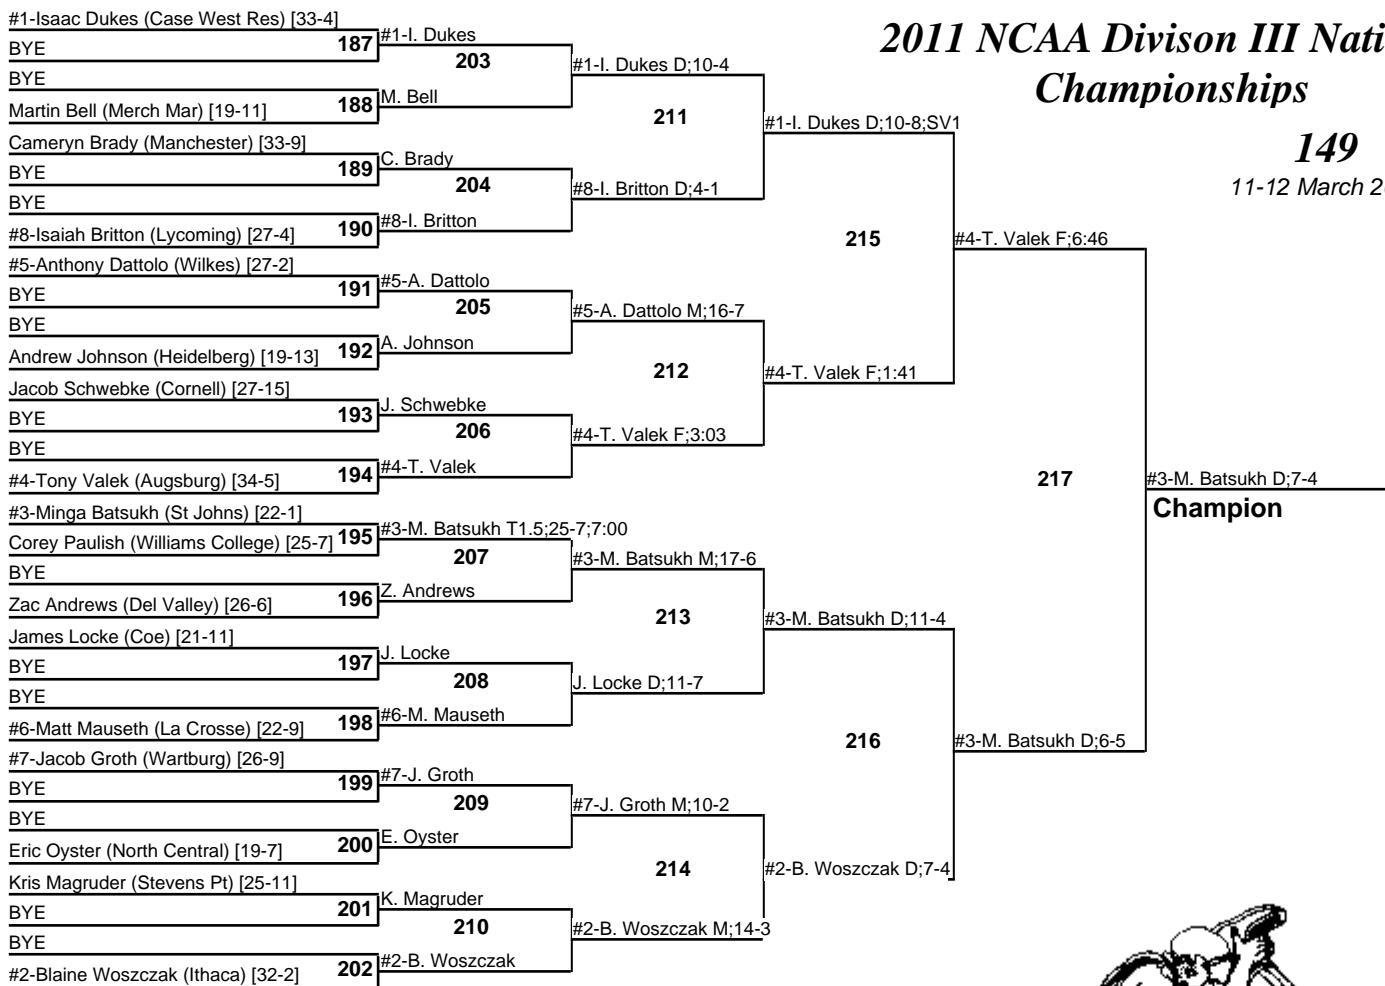 2011 NCAA Divison III Nati
Championships
149
11-12 March 2
#1-Isaac Dukes (Case West Res) [33-4]
BYE
BYE
Martin Bell (Merch Mar) [19-11]
Cameryn Brady (Manchester) [33-9]
BYE
BYE
#8-Isaiah Britton (Lycoming) [27-4]
#5-Anthony Dattolo (Wilkes) [27-2]
BYE
BYE
Andrew Johnson (Heidelberg) [19-13]
Jacob Schwebke (Cornell) [27-15]
BYE
BYE
#4-Tony Valek (Augsburg) [34-5]
#3-Minga Batsukh (St Johns) [22-1]
Corey Paulish (Williams College) [25-7]
BYE
Zac Andrews (Del Valley) [26-6]
James Locke (Coe) [21-11]
BYE
BYE
#6-Matt Mauseth (La Crosse) [22-9]
#7-Jacob Groth (Wartburg) [26-9]
BYE
BYE
Eric Oyster (North Central) [19-7]
Kris Magruder (Stevens Pt) [25-11]
BYE
BYE
#2-Blaine Woszczak (Ithaca) [32-2]
187
188
189
190
191
192
193
194
195
196
197
198
199
200
201
202
#1-I. Dukes
203
M. Bell
C. Brady
204
#8-I. Britton
#5-A. Dattolo
205
A. Johnson
J. Schwebke
206
#4-T. Valek
#3-M. Batsukh T1.5;25-7;7:00
207
Z. Andrews
J. Locke
208
#6-M. Mauseth
#7-J. Groth
209
E. Oyster
K. Magruder
210
#2-B. Woszczak
#1-I. Dukes D;10-4
211
#8-I. Britton D;4-1
#5-A. Dattolo M;16-7
212
#4-T. Valek F;3:03
#3-M. Batsukh M;17-6
213
J. Locke D;11-7
#7-J. Groth M;10-2
214
#2-B. Woszczak M;14-3
#1-I. Dukes D;10-8;SV1
215
#4-T. Valek F;1:41
#3-M. Batsukh D;11-4
216
#2-B. Woszczak D;7-4
#4-T. Valek F;6:46
217
#3-M. Batsukh D;6-5
#3-M. Batsukh D;7-4
Champion